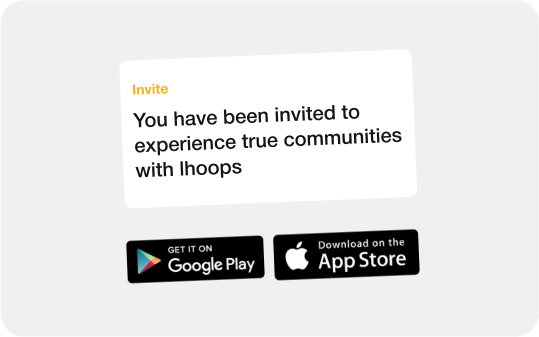 Invite
You have been invited to
experience true communities
with lhoops
GET IT ON
Google Play
Download on the
App Store